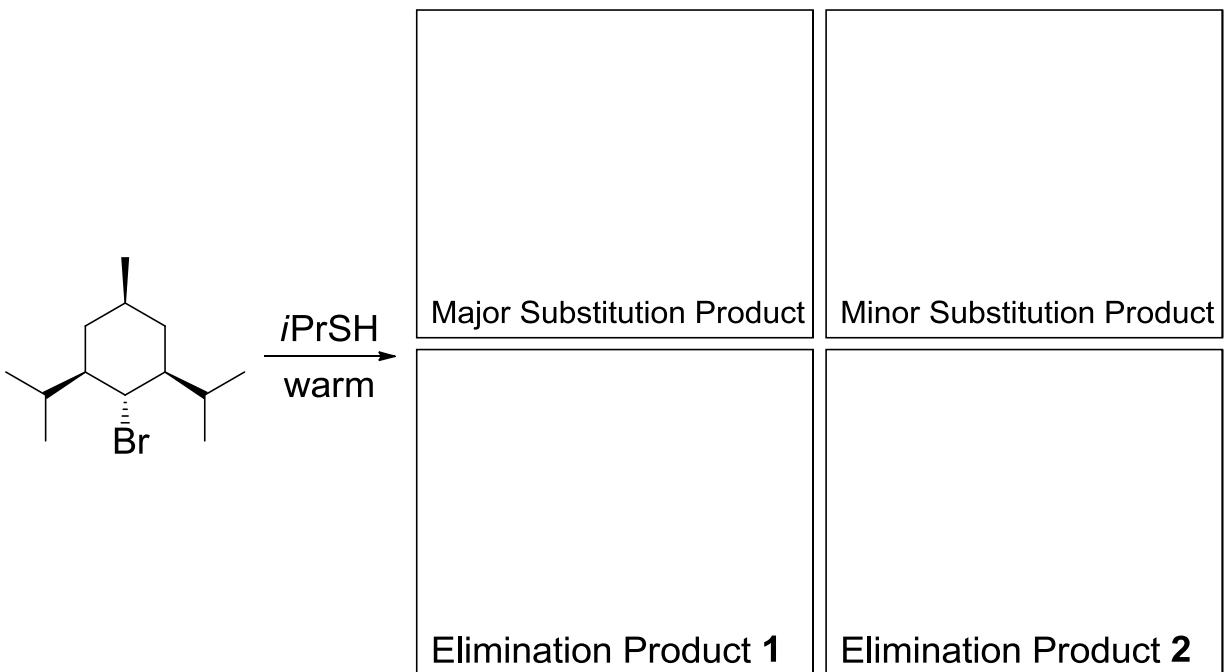 iPrSH
warm
Br
Major Substitution Product
Minor Substitution Product
Elimination Product 1
Elimination Product 2